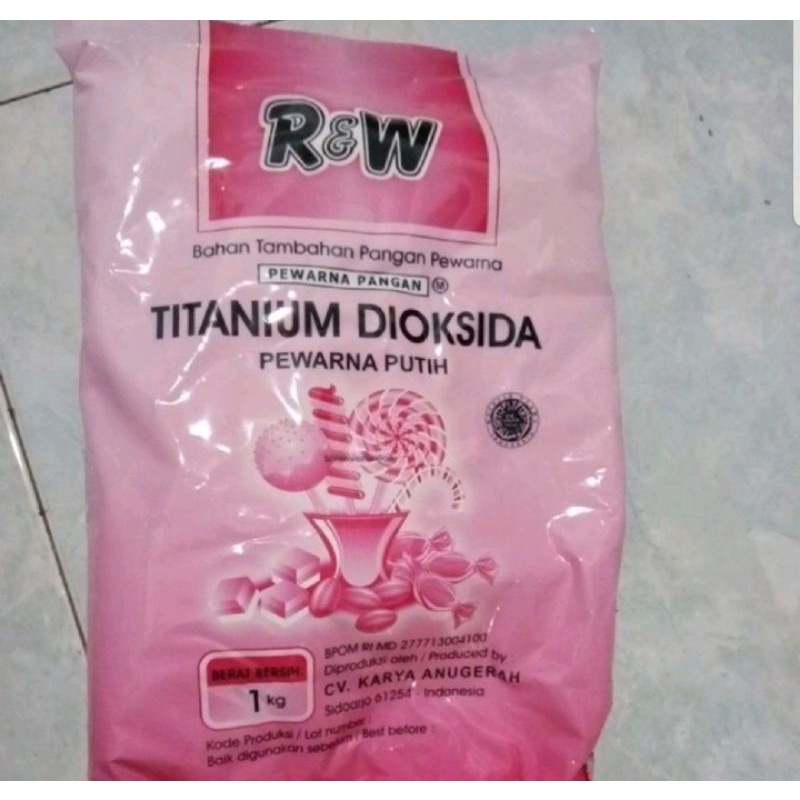 R&W
Bahan Tambahan Pangan Pewarna
PEWARNA PANGAN M
TITANIUM DIOKSIDA
PEWARNA PUTIH
BPOM RI MD 277713004100
Diproduksi oleh / Produced by :
CV. KARYA ANUGERAH
Sidoarjo 61254 - Indonesia
BERAT BERSIH:
1 kg
Kode Produksi / Lot number :
Baik digunakan sebelum / Best before :